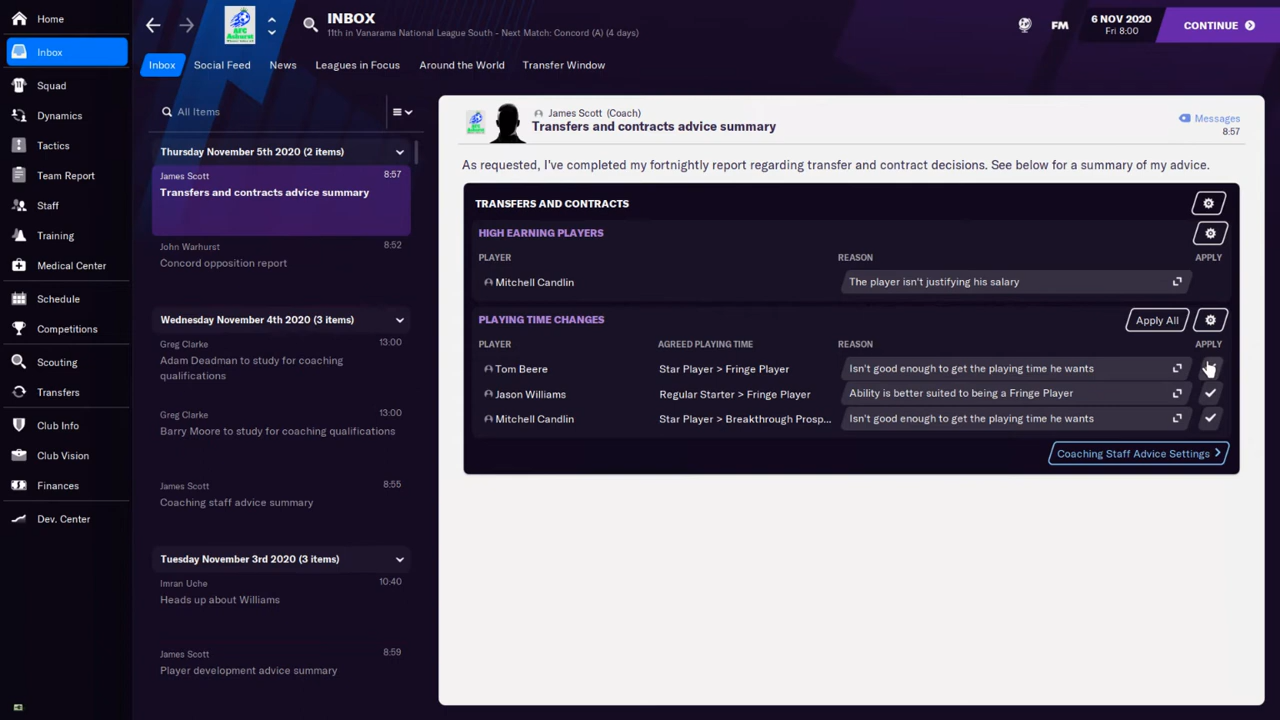 Home
Inbox
Squad
Dynamics
Tactics
Team Report
Staff
Training
Medical Center
Schedule
Competitions
Scouting
Transfers
Club Info
Club Vision
Finances
Dev. Center
INBOX
11th in Vanarama National League South - Next Match: Concord (A) (4 days)
FM
6 NOV 2020
Fri 8:00
CONTINUE
Inbox Social Feed News Leagues in Focus Around the World Transfer Window
All Items
Thursday November 5th 2020 (2 items)
James Scott 8:57
Transfers and contracts advice summary
John Warhurst 8:52
Concord opposition report
Wednesday November 4th 2020 (3 items)
Greg Clarke 13:00
Adam Deadman to study for coaching
qualifications
Greg Clarke 13:00
Barry Moore to study for coaching qualifications
James Scott 8:55
Coaching staff advice summary
Tuesday November 3rd 2020 (3 items)
Imran Uche 10:40
Heads up about Williams
James Scott 8:59
Player development advice summary
James Scott (Coach)
Transfers and contracts advice summary
Messages
8:57
As requested, I've completed my fortnightly report regarding transfer and contract decisions. See below for a summary of my advice.
TRANSFERS AND CONTRACTS
HIGH EARNING PLAYERS
PLAYER REASON APPLY
Mitchell Candlin The player isn't justifying his salary
PLAYING TIME CHANGES Apply All
PLAYER AGREED PLAYING TIME REASON APPLY
Tom Beere Star Player > Fringe Player Isn't good enough to get the playing time he wants
Jason Williams Regular Starter > Fringe Player Ability is better suited to being a Fringe Player
Mitchell Candlin Star Player > Breakthrough Prosp... Isn't good enough to get the playing time he wants
Coaching Staff Advice Settings